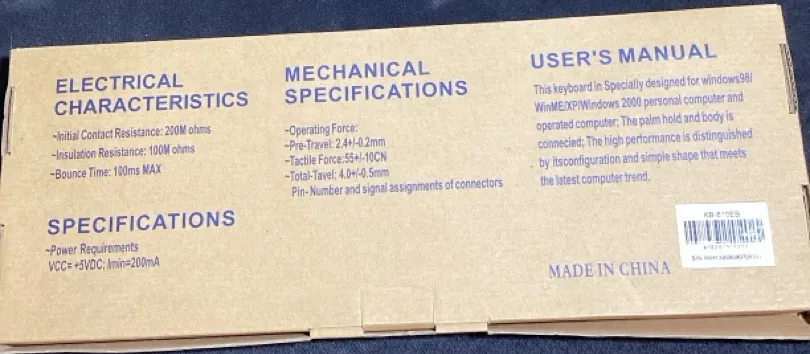 ELECTRICAL
CHARACTERISTICS
~Initial Contact Resistance: 200M ohms
~Insulation Resistance: 100M ohms
~Bounce Time: 100ms MAX
SPECIFICATIONS
~Power Requirements
VCC= +5VDC; Imin=200mA
MECHANICAL
SPECIFICATIONS
~Operating Force:
~Pre-Travel: 2.4+/-0.2mm
~Tactile Force:55+/-10CN
~Total-Tavel: 4.0+/-0.5mm
Pin- Number and signal assignments of connectors
USER'S MANUAL
This keyboard in Specially designed for windows98/
WinME/XP/Windows 2000 personal computer and
operated computer; The palm hold and body is
connecied; The high performance is distinguished
by itsconfiguration and simple shape that meets
the latest computer trend.
MADE IN CHINA